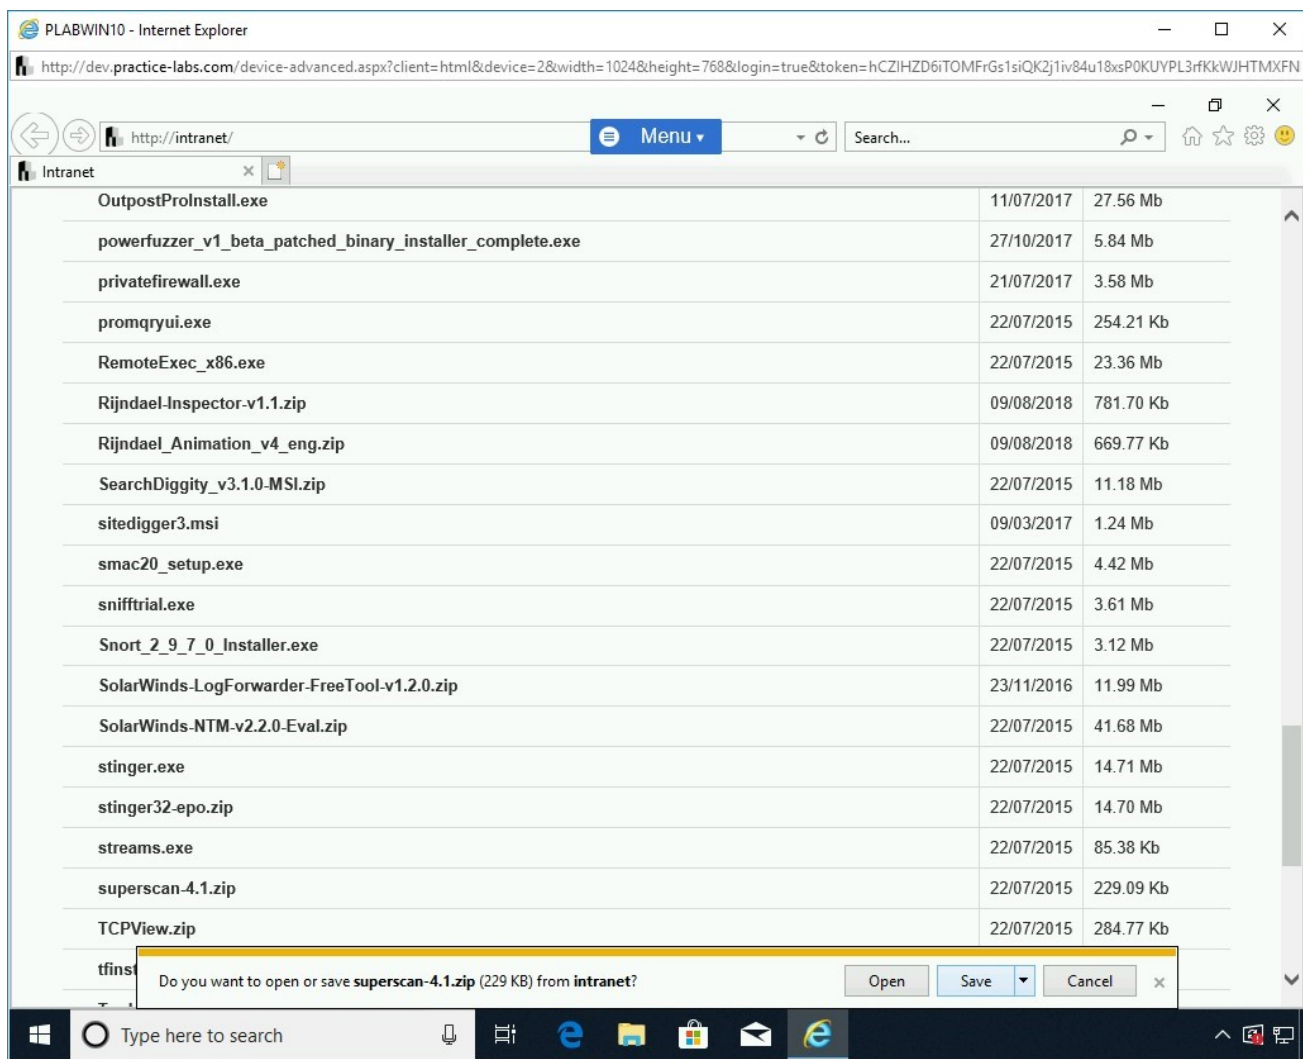 PLABWIN10 - Internet Explorer
http://dev.practice-labs.com/device-advanced.aspx?client=html&device=2&width=1024&height=768&login=true&token=hCZIHZD6iTOMFrGs1siQK2j1iv84u18xsP0KUYPL3rfKkWJHTMXFN
http://intranet/ Menu Search...
Intranet
OutpostProInstall.exe 11/07/2017 27.56 Mb
powerfuzzer_v1_beta_patched_binary_installer_complete.exe 27/10/2017 5.84 Mb
privatefirewall.exe 21/07/2017 3.58 Mb
promqryui.exe 22/07/2015 254.21 Kb
RemoteExec_x86.exe 22/07/2015 23.36 Mb
Rijndael-Inspector-v1.1.zip 09/08/2018 781.70 Kb
Rijndael_Animation_v4_eng.zip 09/08/2018 669.77 Kb
SearchDiggity_v3.1.0-MSI.zip 22/07/2015 11.18 Mb
sitedigger3.msi 09/03/2017 1.24 Mb
smac20_setup.exe 22/07/2015 4.42 Mb
snifftrial.exe 22/07/2015 3.61 Mb
Snort_2_9_7_0_Installer.exe 22/07/2015 3.12 Mb
SolarWinds-LogForwarder-FreeTool-v1.2.0.zip 23/11/2016 11.99 Mb
SolarWinds-NTM-v2.2.0-Eval.zip 22/07/2015 41.68 Mb
stinger.exe 22/07/2015 14.71 Mb
stinger32-epo.zip 22/07/2015 14.70 Mb
streams.exe 22/07/2015 85.38 Kb
superscan-4.1.zip 22/07/2015 229.09 Kb
TCPView.zip 22/07/2015 284.77 Kb
tfinst
Do you want to open or save superscan-4.1.zip (229 KB) from intranet? Open Save Cancel
Type here to search